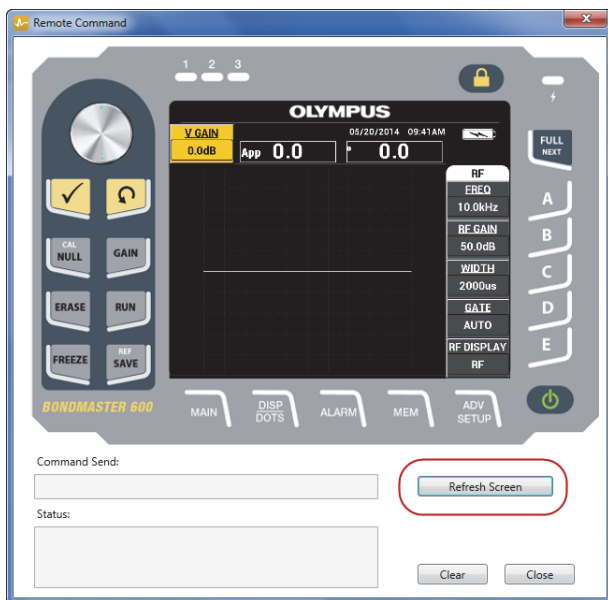 Remote Command
1 2 3
OLYMPUS
V GAIN
0.0dB
05/20/2014 09:41AM
App 0.0
° 0.0
RF
FREQ
10.0kHz
RF GAIN
50.0dB
WIDTH
2000us
GATE
AUTO
RF DISPLAY
RF
FULL
NEXT
A
B
C
D
E
CAL
NULL
GAIN
ERASE
RUN
FREEZE
REF
SAVE
BONDMASTER 600
MAIN
DISP
DOTS
ALARM
MEM
ADV
SETUP
Command Send:
Refresh Screen
Status:
Clear
Close